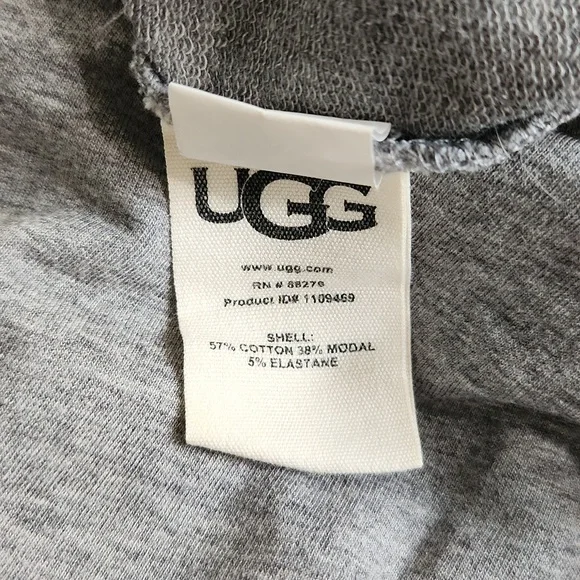 UGG
www.ugg.com
RN # 88276
Product ID# 1109469
SHELL:
57% COTTON 38% MODAL
5% ELASTANE